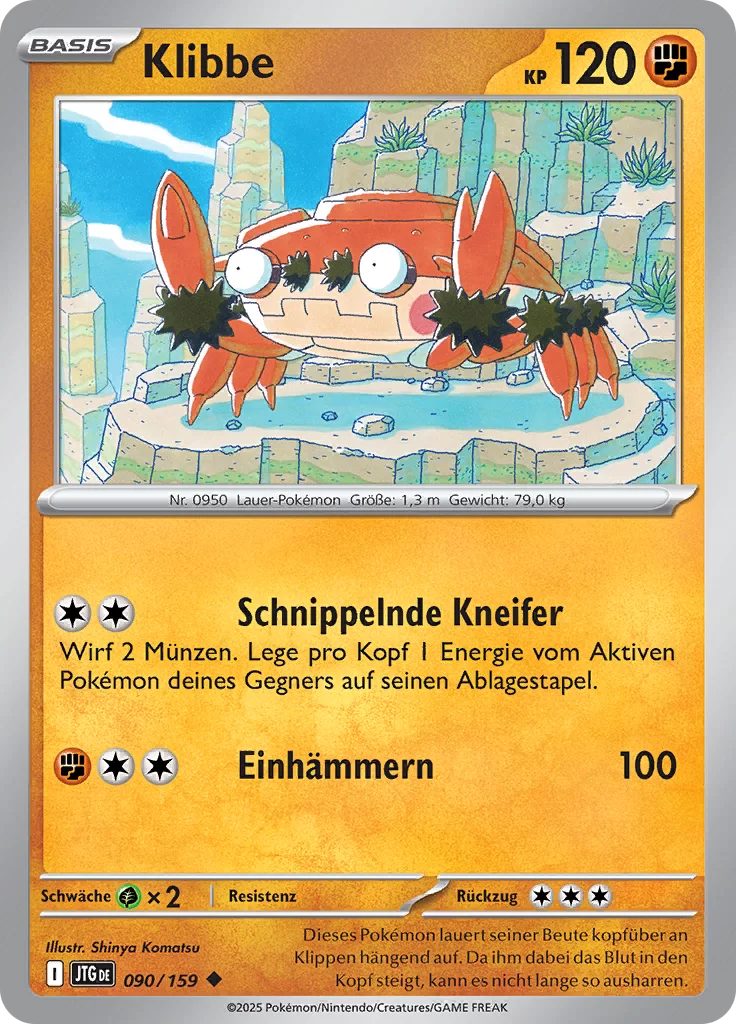 BASIS
Klibbe
KP 120
Nr. 0950 Lauer-Pokémon Größe: 1,3 m Gewicht: 79,0 kg
Schnippelnde Kneifer
Wirf 2 Münzen. Lege pro Kopf 1 Energie vom Aktiven
Pokémon deines Gegners auf seinen Ablagestapel.
Einhämmern 100
Schwäche ×2 Resistenz Rückzug
Illustr. Shinya Komatsu
I JTG DE 090/159
Dieses Pokémon lauert seiner Beute kopfüber an
Klippen hängend auf. Da ihm dabei das Blut in den
Kopf steigt, kann es nicht lange so ausharren.
©2025 Pokémon/Nintendo/Creatures/GAME FREAK